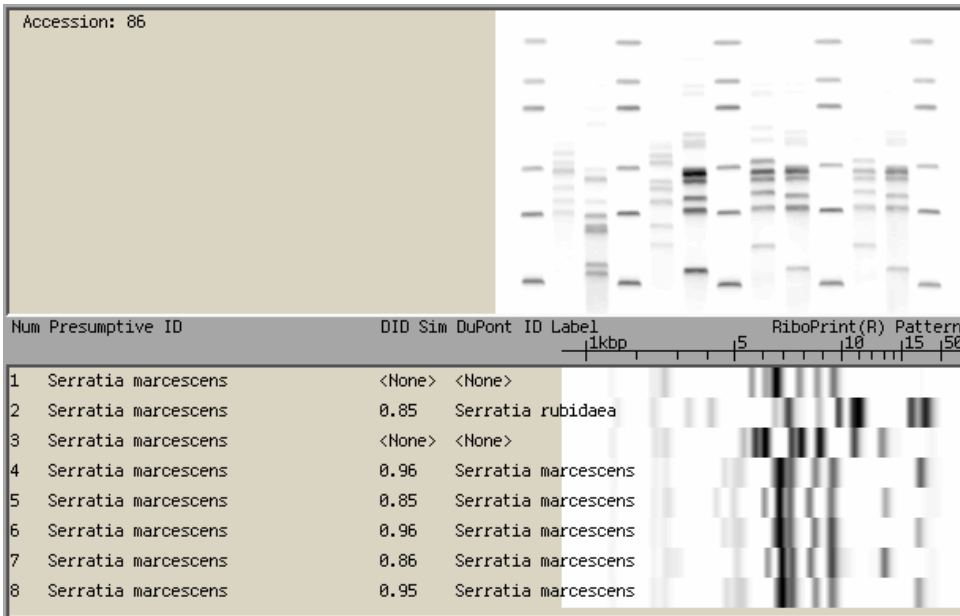 Accession: 86
Num Presumptive ID DID Sim DuPont ID Label RiboPrint(R) Pattern
1kbp 5 10 15 50
1 Serratia marcescens <None> <None>
2 Serratia marcescens 0.85 Serratia rubidaea
3 Serratia marcescens <None> <None>
4 Serratia marcescens 0.96 Serratia marcescens
5 Serratia marcescens 0.85 Serratia marcescens
6 Serratia marcescens 0.96 Serratia marcescens
7 Serratia marcescens 0.86 Serratia marcescens
8 Serratia marcescens 0.95 Serratia marcescens